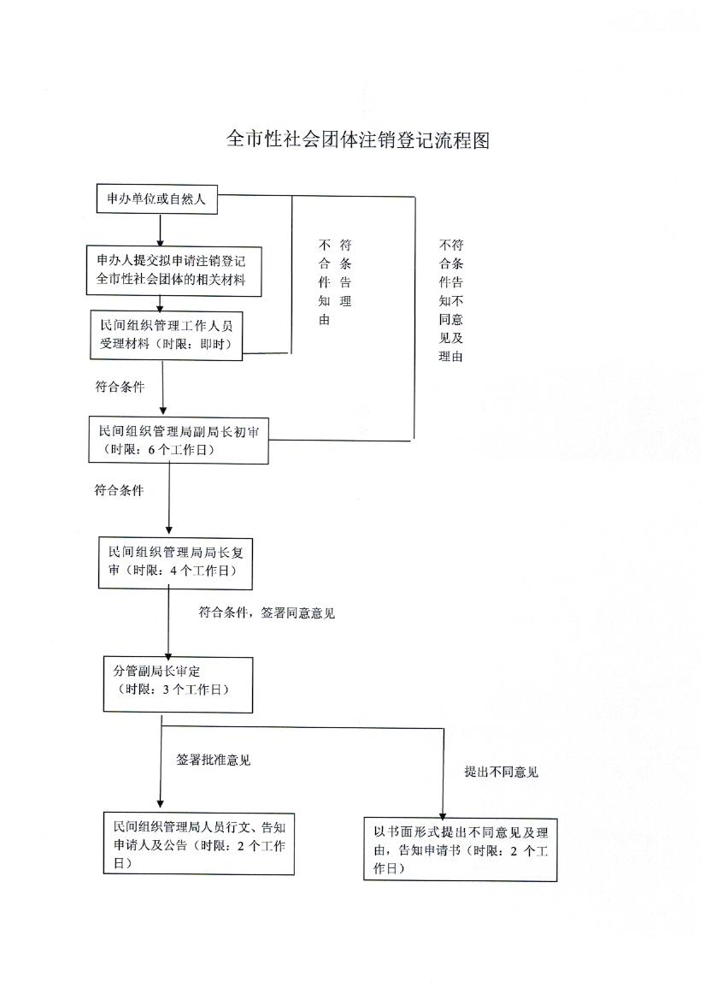 全市性社会团体注销登记流程图
申办单位或自然人
申办人提交拟申请注销登记
全市性社会团体的相关材料
民间组织管理工作人员
受理材料（时限：即时）
不 符
合 条
件 告
知 理
由
不符
合条
件告
知不
同意
见及
理由
符合条件
民间组织管理局副局长初审
（时限：6个工作日）
符合条件
民间组织管理局局长复
审（时限：4个工作日）
符合条件，签署同意意见
分管副局长审定
（时限：3个工作日）
签署批准意见
提出不同意见
民间组织管理局人员行文、告知
申请人及公告（时限：2个工作
日）
以书面形式提出不同意见及理
由，告知申请书（时限：2 个工
作日）